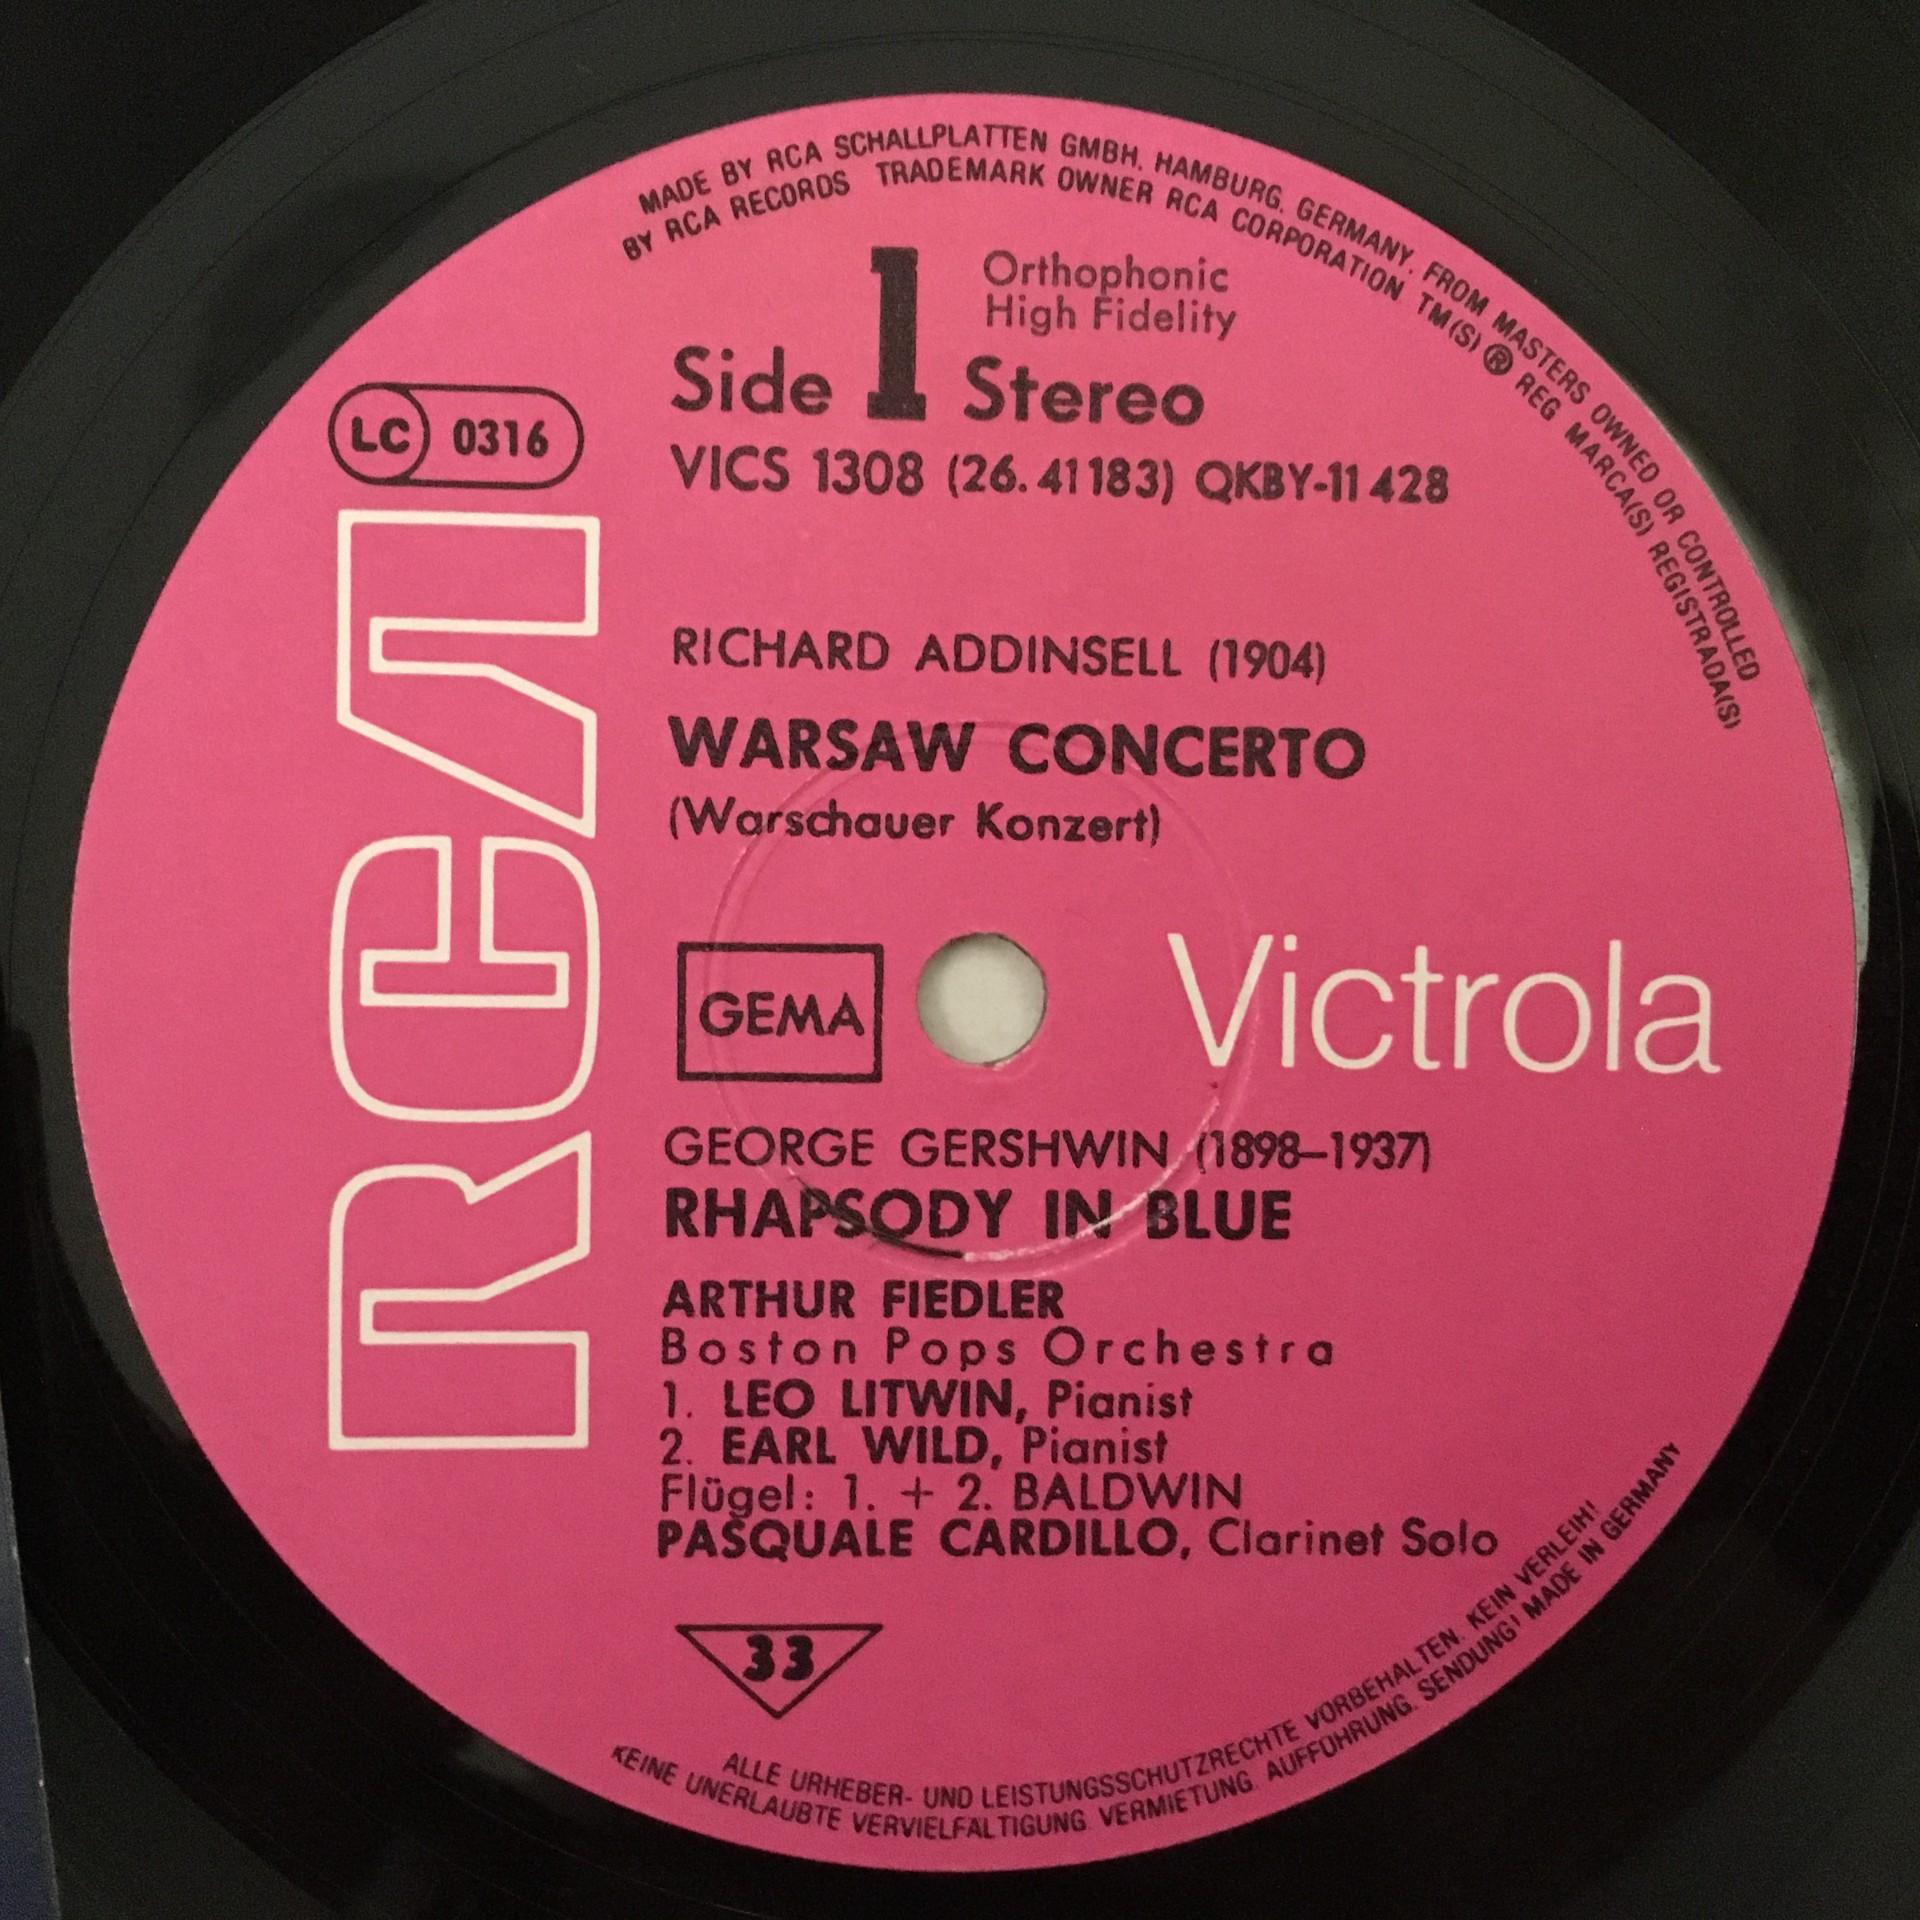 MADE BY RCA SCHALLPLATTEN GMBH. HAMBURG. GERMANY. FROM MASTERS OWNED OR CONTROLLED
BY RCA RECORDS TRADEMARK OWNER RCA CORPORATION TM(S) ® REG MARCA(S) REGISTRADA(S)
Orthophonic
High Fidelity
Side 1 Stereo
LC 0316
VICS 1308 (26.41183) QKBY-11428
RCA
RICHARD ADDINSELL (1904)
WARSAW CONCERTO
(Warschauer Konzert)
GEMA
Victrola
GEORGE GERSHWIN (1898–1937)
RHAPSODY IN BLUE
ARTHUR FIEDLER
Boston Pops Orchestra
1. LEO LITWIN, Pianist
2. EARL WILD, Pianist
Flügel: 1. + 2. BALDWIN
PASQUALE CARDILLO, Clarinet Solo
33
ALLE URHEBER- UND LEISTUNGSSCHUTZRECHTE VORBEHALTEN. KEIN VERLEIH!
KEINE UNERLAUBTE VERVIELFÄLTIGUNG VERMIETUNG. AUFFÜHRUNG. SENDUNG! MADE IN GERMANY